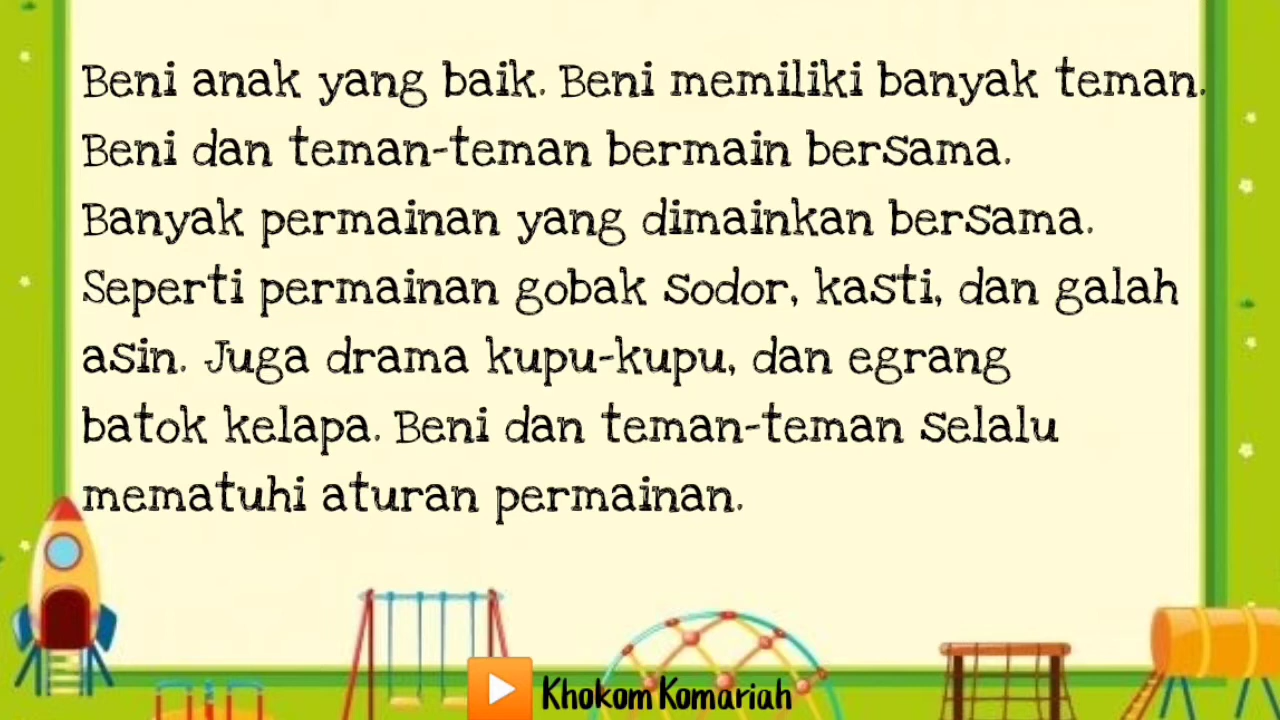 Beni anak yang baik. Beni memiliki banyak teman.
Beni dan teman-teman bermain bersama.
Banyak permainan yang dimainkan bersama.
Seperti permainan gobak sodor, kasti, dan galah
asin. Juga drama kupu-kupu, dan egrang
batok kelapa. Beni dan teman-teman selalu
mematuhi aturan permainan.
Khokom Komariah